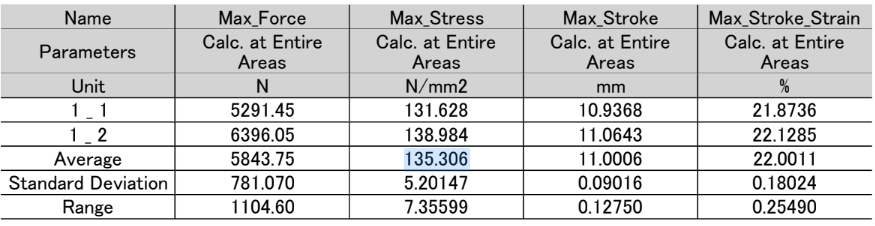 Name Max_Force Max_Stress Max_Stroke Max_Stroke_Strain
Parameters Calc. at Entire Areas Calc. at Entire Areas Calc. at Entire Areas Calc. at Entire Areas
Unit N N/mm2 mm %
1 _ 1 5291.45 131.628 10.9368 21.8736
1 _ 2 6396.05 138.984 11.0643 22.1285
Average 5843.75 135.306 11.0006 22.0011
Standard Deviation 781.070 5.20147 0.09016 0.18024
Range 1104.60 7.35599 0.12750 0.25490